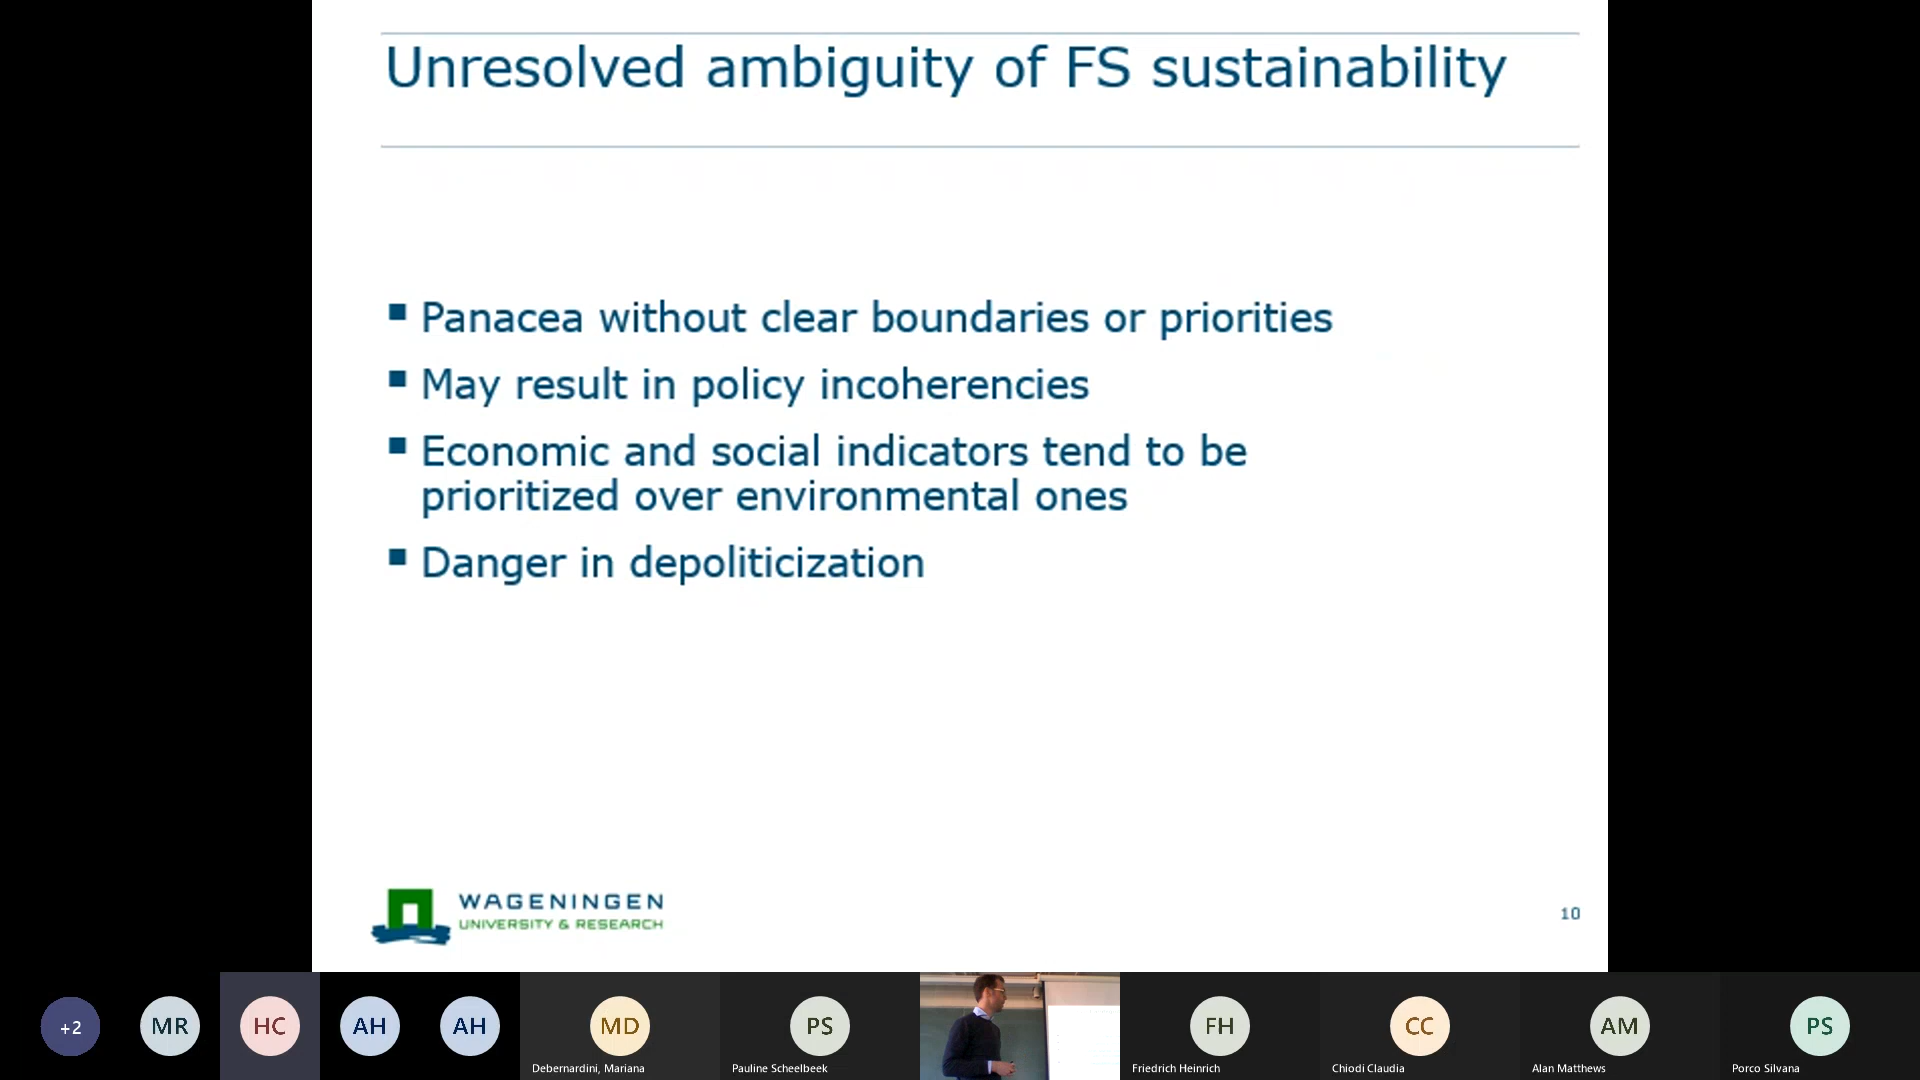 Unresolved ambiguity of FS sustainability
Panacea without clear boundaries or priorities
May result in policy incoherencies
Economic and social indicators tend to be
prioritized over environmental ones
Danger in depoliticization
WAGENINGEN
UNIVERSITY & RESEARCH
10
+2
MR
HC
AH
AH
MD
PS
FH
CC
AM
PS
Debernardini, Mariana
Pauline Scheelbeek
Friedrich Heinrich
Chiodi Claudia
Alan Matthews
Porco Silvana